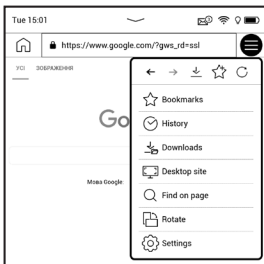 Tue 15:01
https://www.google.com/?gws_rd=ssl
УСІ ЗОБРАЖЕННЯ
Go
Мова Google:
Bookmarks
History
Downloads
Desktop site
Find on page
Rotate
Settings